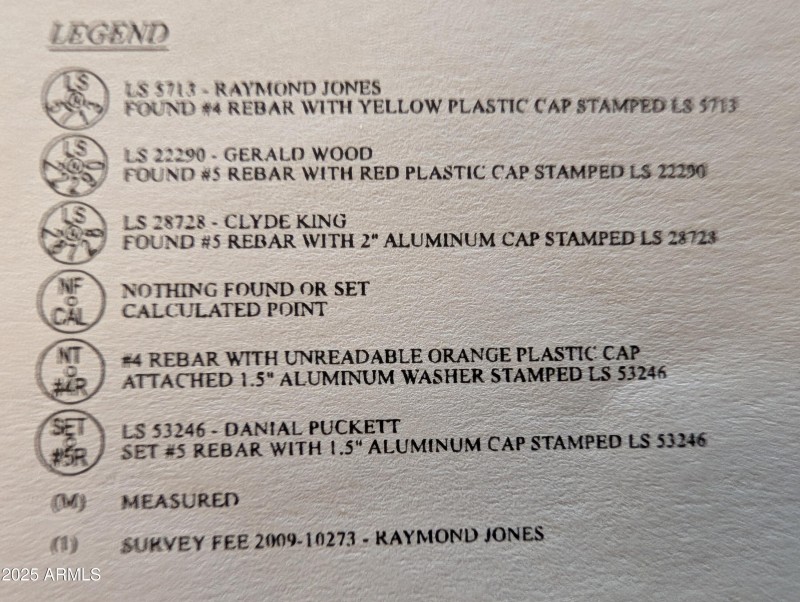 LEGEND
LS
LS 5713 - RAYMOND JONES
FOUND #4 REBAR WITH YELLOW PLASTIC CAP STAMPED LS 5713
LS
LS 22290 - GERALD WOOD
FOUND #5 REBAR WITH RED PLASTIC CAP STAMPED LS 22290
LS
LS 28728 - CLYDE KING
FOUND #5 REBAR WITH 2" ALUMINUM CAP STAMPED LS 28728
NF
CAL
NOTHING FOUND OR SET
CALCULATED POINT
NT
#4R
#4 REBAR WITH UNREADABLE ORANGE PLASTIC CAP
ATTACHED 1.5" ALUMINUM WASHER STAMPED LS 53246
SET
#5R
LS 53246 - DANIAL PUCKETT
SET #5 REBAR WITH 1.5" ALUMINUM CAP STAMPED LS 53246
(M) MEASURED
(1) SURVEY FEE 2009-10273 - RAYMOND JONES
2025 ARMLS